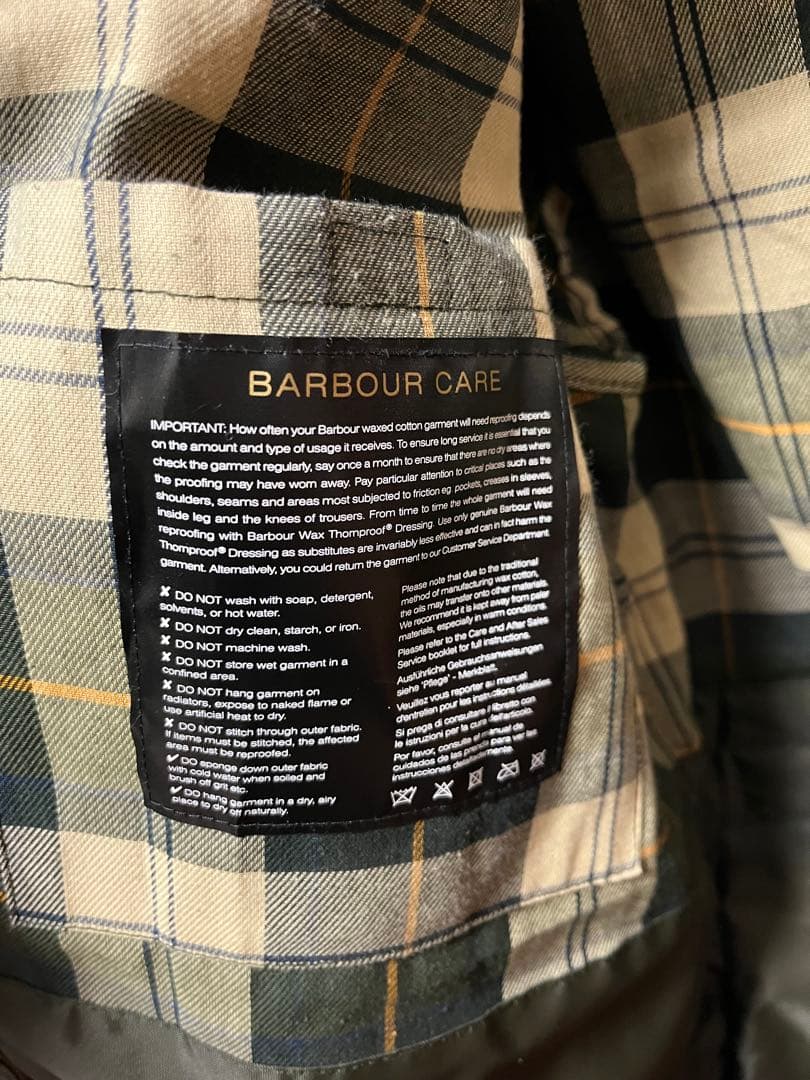 BARBOUR CARE
IMPORTANT: How often your Barbour waxed cotton garment will need reproofing depends
on the amount and type of usage it receives. To ensure long service it is essential that you
check the garment regularly, say once a month to ensure that there are no dry areas where
the proofing may have worn away. Pay particular attention to critical places such as the
shoulders, seams and areas most subjected to friction eg. pockets, creases in sleeves,
inside leg and the knees of trousers. From time to time the whole garment will need
reproofing with Barbour Wax Thornproof® Dressing. Use only genuine Barbour Wax
Thornproof® Dressing as substitutes are invariably less effective and can in fact harm the
garment. Alternatively, you could return the garment to our Customer Service Department.
✘ DO NOT wash with soap, detergent,
solvents, or hot water.
✘ DO NOT dry clean, starch, or iron.
✘ DO NOT machine wash.
✘ DO NOT store wet garment in a
confined area.
✘ DO NOT hang garment on
radiators, expose to naked flame or
use artificial heat to dry.
✘ DO NOT stitch through outer fabric.
If items must be stitched, the affected
area must be reproofed.
✔ DO sponge down outer fabric
with cold water when soiled and
brush off grit etc.
✔ DO hang garment in a dry, airy
place to dry off naturally.
Please note that due to the traditional
method of manufacturing wax cotton,
the oils may transfer onto other materials.
We recommend it is kept away from paler
materials, especially in warm conditions.
Please refer to the Care and After Sales
Service booklet for full instructions.
Ausführliche Gebrauchsanweisungen
siehe 'Pflege' - Merkblatt.
Veuillez vous reporter au manuel
d'entretien pour les instructions détaillées.
Si prega di consultare il libretto con
le istruzioni per la cura dell'articolo.
Por favor, consulte el manual de
cuidados de las prendas para ver las
instrucciones